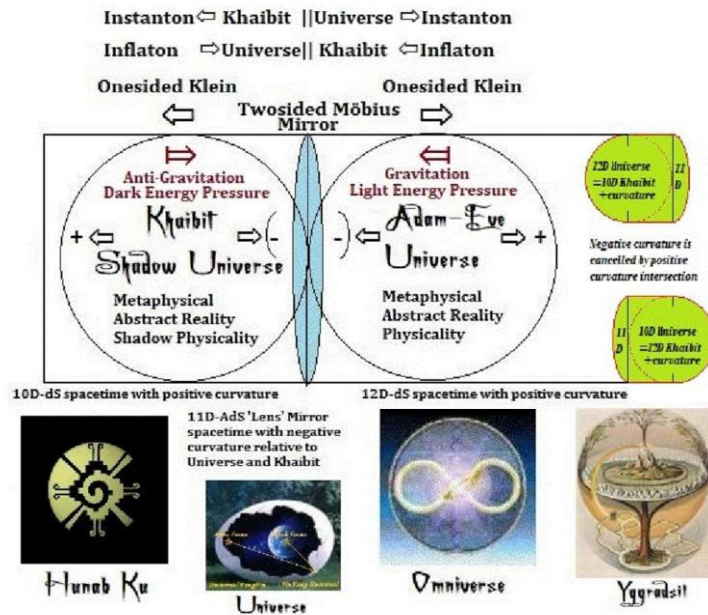 Instanton⇦ Khaibit ||Universe ⇨Instanton
Inflaton ⇨Universe|| Khaibit ⇦Inflaton
Onesided Klein
Onesided Klein
⇦ Twosided Möbius ⇨
Mirror
Anti-Gravitation
Dark Energy Pressure
Khaibit
+ ⇦ ⇨ (-
Shadow Universe
Metaphysical
Abstract Reality
Shadow Physicality
Gravitation
Light Energy Pressure
Adam-Eve
-) ⇦ ⇨ +
Universe
Metaphysical
Abstract Reality
Physicality
12D Universe
=10D Khaibit
+curvature
11
D
Negative curvature is
cancelled by positive
curvature intersection
11
D
10D Universe
=12D Khaibit
+curvature
10D-dS spacetime with positive curvature
12D-dS spacetime with positive curvature
11D-AdS 'Lens' Mirror
spacetime with negative
curvature relative to
Universe and Khaibit
Hunab Ku
Universe
Omniverse
Yggradsil